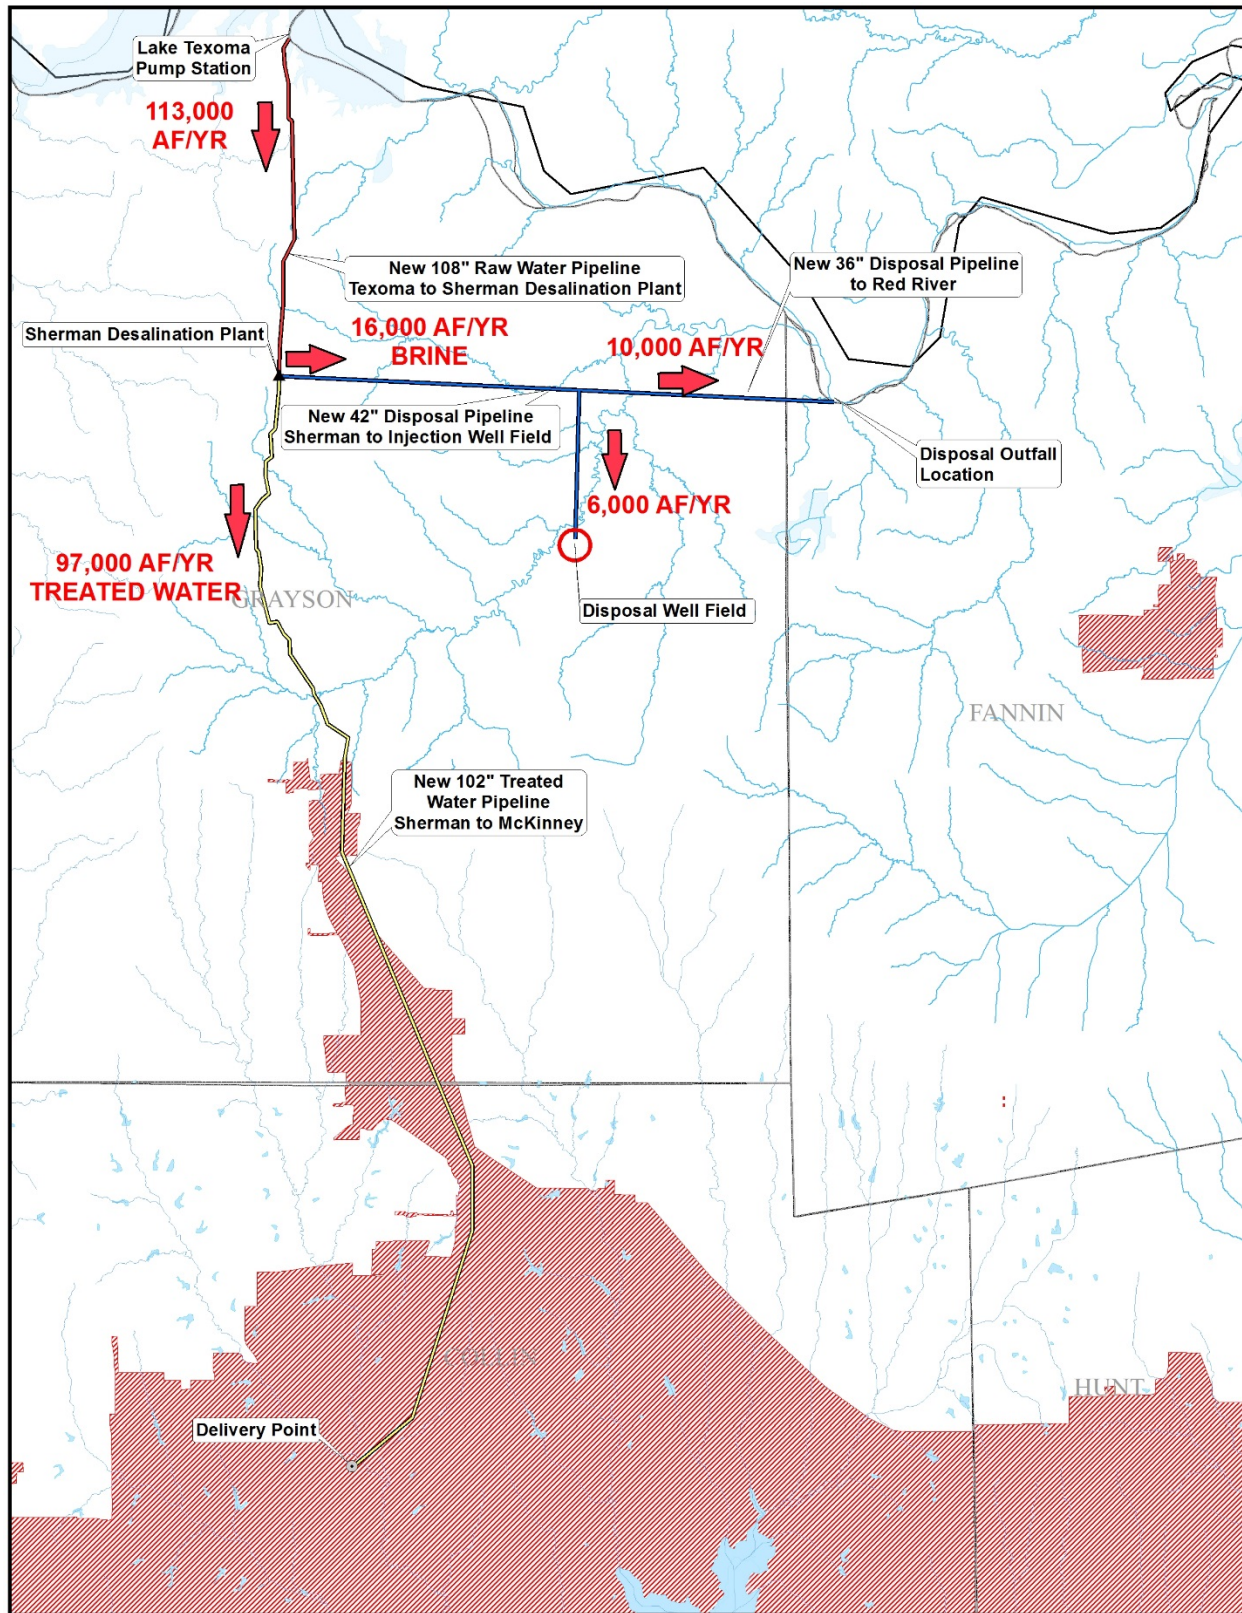 Lake Texoma
Pump Station
113,000
AF/YR
New 108" Raw Water Pipeline
Texoma to Sherman Desalination Plant
New 36" Disposal Pipeline
to Red River
Sherman Desalination Plant
16,000 AF/YR
BRINE
10,000 AF/YR
New 42" Disposal Pipeline
Sherman to Injection Well Field
Disposal Outfall
Location
6,000 AF/YR
97,000 AF/YR
TREATED WATER
GRAYSON
Disposal Well Field
FANNIN
New 102" Treated
Water Pipeline
Sherman to McKinney
HUNT
Delivery Point